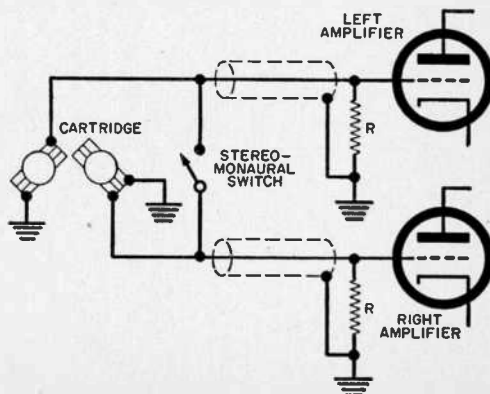 LEFT
AMPLIFIER
CARTRIDGE
STEREO-
MONAURAL
SWITCH
R
R
RIGHT
AMPLIFIER